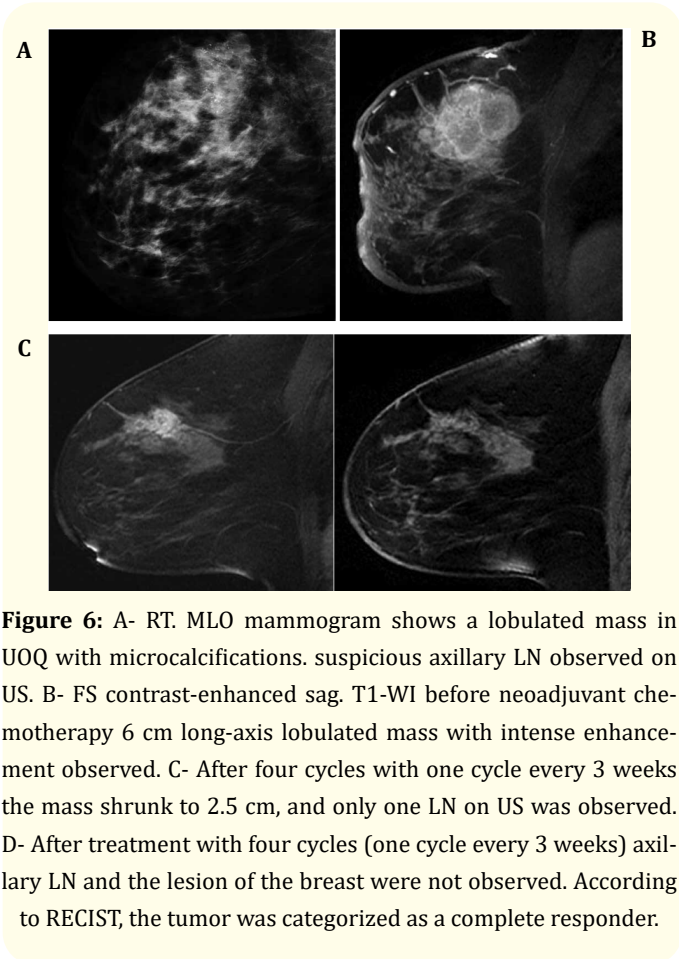 A
B
C
Figure 6: A- RT. MLO mammogram shows a lobulated mass in
UOQ with microcalcifications. suspicious axillary LN observed on
US. B- FS contrast-enhanced sag. T1-WI before neoadjuvant che-
motherapy 6 cm long-axis lobulated mass with intense enhance-
ment observed. C- After four cycles with one cycle every 3 weeks
the mass shrunk to 2.5 cm, and only one LN on US was observed.
D- After treatment with four cycles (one cycle every 3 weeks) axil-
lary LN and the lesion of the breast were not observed. According
to RECIST, the tumor was categorized as a complete responder.